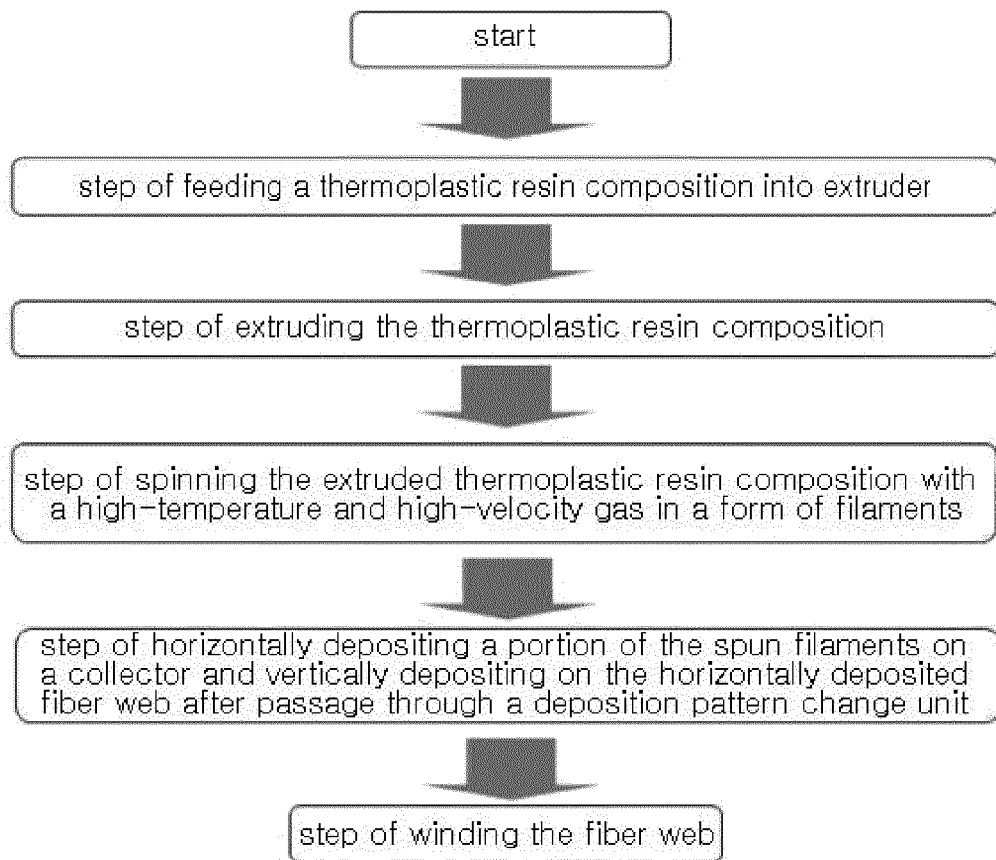 start
step of feeding a thermoplastic resin composition into extruder
step of extruding the thermoplastic resin composition
step of spinning the extruded thermoplastic resin composition with
a high-temperature and high-velocity gas in a form of filaments
step of horizontally depositing a portion of the spun filaments on
a collector and vertically depositing on the horizontally deposited
fiber web after passage through a deposition pattern change unit
step of winding the fiber web